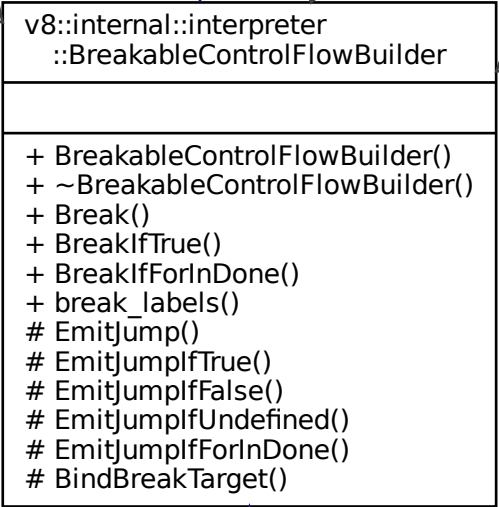 v8::internal::interpreter
::BreakableControlFlowBuilder
+ BreakableControlFlowBuilder()
+ ~BreakableControlFlowBuilder()
+ Break()
+ BreakIfTrue()
+ BreakIfForInDone()
+ break_labels()
# EmitJump()
# EmitJumpIfTrue()
# EmitJumpIfFalse()
# EmitJumpIfUndefined()
# EmitJumpIfForInDone()
# BindBreakTarget()